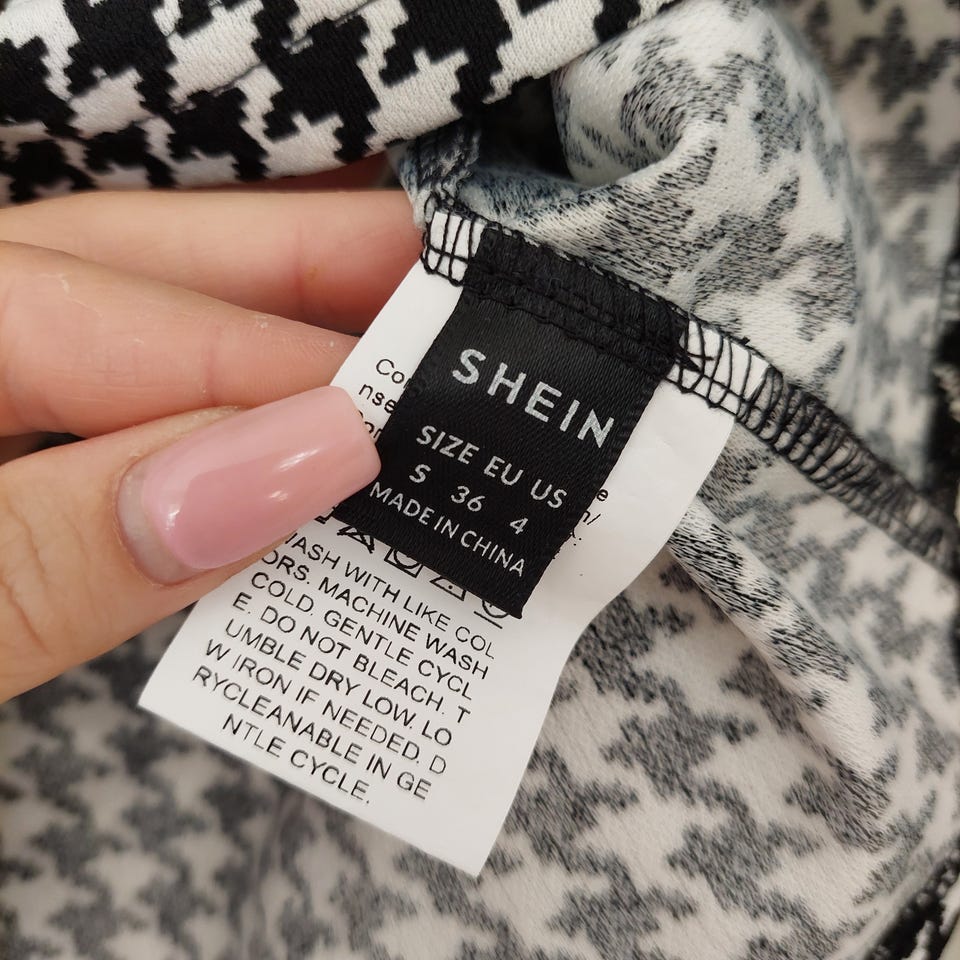 SHEIN
SIZE EU US
S 36 4
MADE IN CHINA
WASH WITH LIKE COL
ORS. MACHINE WASH
COLD. GENTLE CYCL
E. DO NOT BLEACH. T
UMBLE DRY LOW. LO
W IRON IF NEEDED. D
RYCLEANABLE IN GE
NTLE CYCLE.